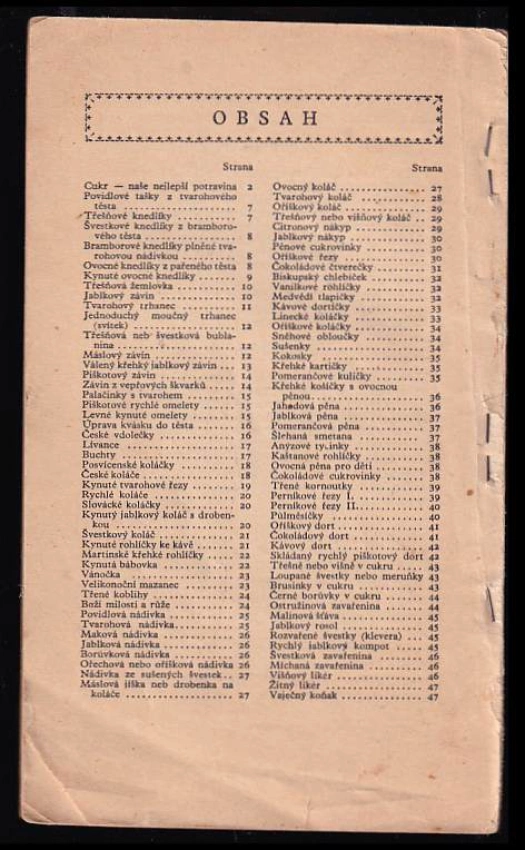 OBSAH
Strana
Cukr — naše nejlepší potravina 2
Povidlové tašky z tvarohového
těsta 7
Třešňové knedlíky 7
Švestkové knedlíky z bramboro-
vého těsta 8
Bramborové knedlíky plněné tva-
rohovou nádivkou 8
Ovocné knedlíky z pařeného těsta 8
Kynuté ovocné knedlíky 9
Třešňová žemlovka 10
Jablkový závin 10
Tvarohový trhanec 11
Jednoduchý moučný trhanec
(svítek) 12
Třešňová neb švestková bubla-
nina 12
Máslový závin 12
Válený křehký jablkový závin 13
Piškotový závin 14
Závin z vepřových škvarků 14
Palačinky s tvarohem 15
Piškotové rychlé omelety 15
Levné kynuté omelety 15
Úprava kvásku do těsta 16
České vdolečky 16
Lívance 17
Buchty 17
Posvícenské koláčky 18
České koláče 18
Kynuté tvarohové řezy 19
Rychlé koláče 20
Slovácké koláčky 20
Kynutý jablkový koláč s droben-
kou 20
Švestkový koláč 21
Kynuté rohlíčky ke kávě 21
Martinské křehké rohlíčky 22
Kynutá bábovka 22
Vánočka 23
Velikonoční mazanec 23
Třené koblihy 24
Boží milosti a růže 24
Povidlová nádivka 25
Tvarohová nádivka 25
Maková nádivka 26
Jablková nádivka 26
Borůvková nádivka 26
Ořechová nebo oříšková nádivka 26
Nádivka ze sušených švestek 27
Máslová jíška neb drobenka na
koláče 27
Strana
Ovocný koláč 27
Tvarohový koláč 28
Oříškový koláč 29
Třešňový nebo višňový koláč 29
Citronový nákyp 29
Jablkový nákyp 30
Pěnové cukrovinky 30
Oříškové řezy 30
Čokoládové čtverečky 31
Biskupský chlebíček 32
Vanilkové rohlíčky 32
Medvědí tlapičky 32
Kávové dortičky 33
Linecké koláčky 33
Oříškové koláčky 34
Sněhové obloučky 34
Sušenky 34
Kokosky 35
Křehké kartičky 35
Pomerančové kuličky 35
Křehké košíčky s ovocnou
pěnou 36
Jahodová pěna 36
Jablková pěna 37
Pomerančová pěna 37
Šlehaná smetana 37
Anýzové tyčinky 38
Kaštanové rohlíčky 38
Ovocná pěna pro děti 38
Čokoládové cukrovinky 38
Třené kornoutky 39
Perníkové řezy I. 39
Perníkové řezy II. 40
Půlměsíčky 40
Oříškový dort 41
Čokoládový dort 41
Kávový dort 42
Skládaný rychlý piškotový dort 42
Třešně nebo višně v cukru 43
Loupané švestky nebo meruňky 43
Brusinky v cukru 43
Černé borůvky v cukru 44
Ostružinová zavařenina 44
Malinová šťáva 45
Jablkový rosol 45
Rozvařené švestky (klevera) 45
Rychlý jablkový kompot 45
Švestková zavařenina 46
Míchaná zavařenina 46
Višňový likér 46
Žitný likér 47
Vaječný koňak 47